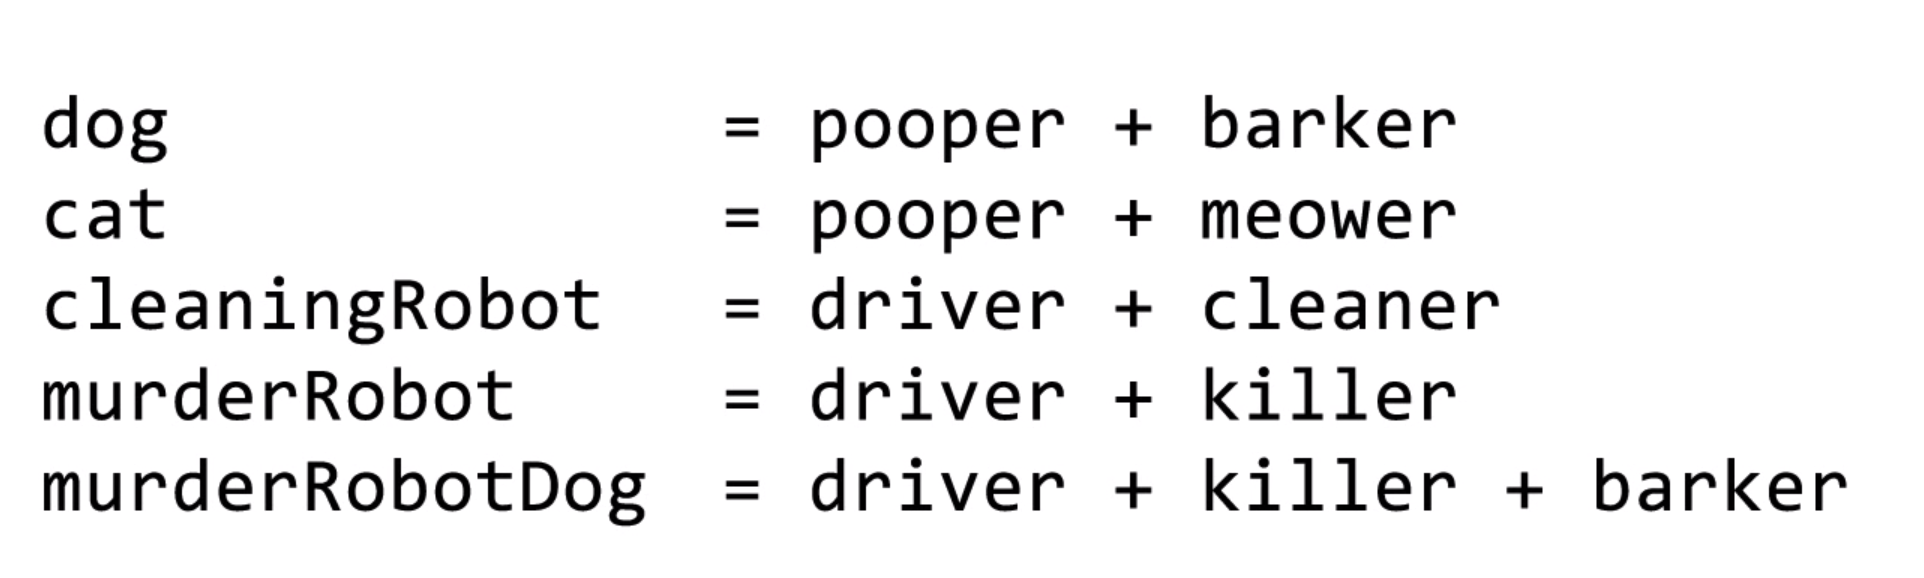 dog = pooper + barker
cat = pooper + meower
cleaningRobot = driver + cleaner
murderRobot = driver + killer
murderRobotDog = driver + killer + barker